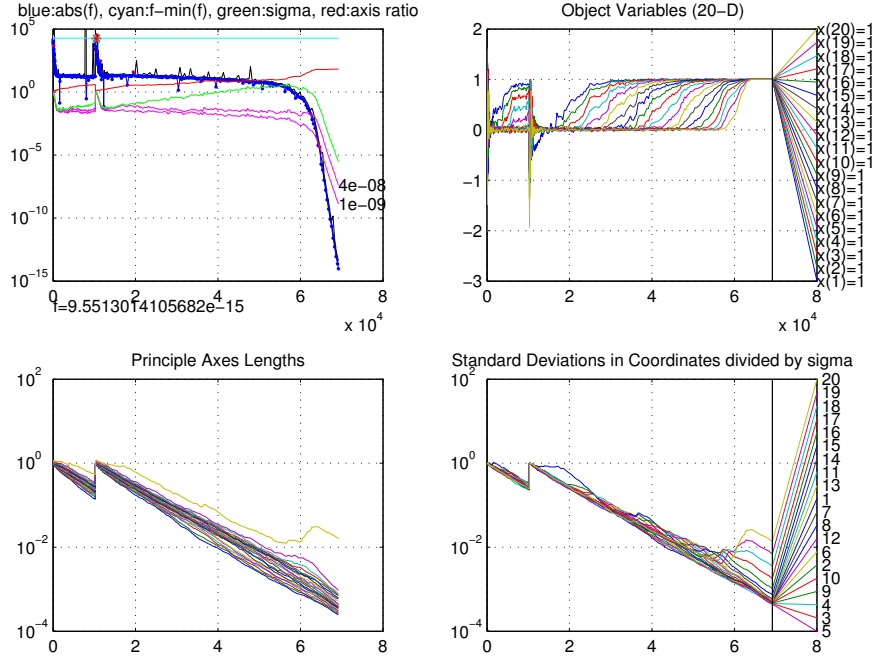 blue:abs(f), cyan:f−min(f), green:sigma, red:axis ratio
10^5
10^0
10^−5
10^−10
10^−15
4e−08
1e−09
0 2 4 6 8
x 10^4
f=9.5513014105682e−15
Object Variables (20−D)
3
2
1
0
−1
−2
−3
0 2 4 6 8
x 10^4
x(20)=1
x(19)=1
x(18)=1
x(17)=1
x(16)=1
x(15)=1
x(14)=1
x(13)=1
x(12)=1
x(11)=1
x(10)=1
x(9)=1
x(8)=1
x(7)=1
x(6)=1
x(5)=1
x(4)=1
x(3)=1
x(2)=1
x(1)=1
Principle Axes Lengths
10^2
10^0
10^−2
10^−4
0 2 4 6 8
x 10^4
Standard Deviations in Coordinates divided by sigma
10^2
10^0
10^−2
10^−4
0 2 4 6 8
x 10^4
20
19
18
17
16
15
14
11
13
1
7
8
12
6
2
10
9
4
3
5